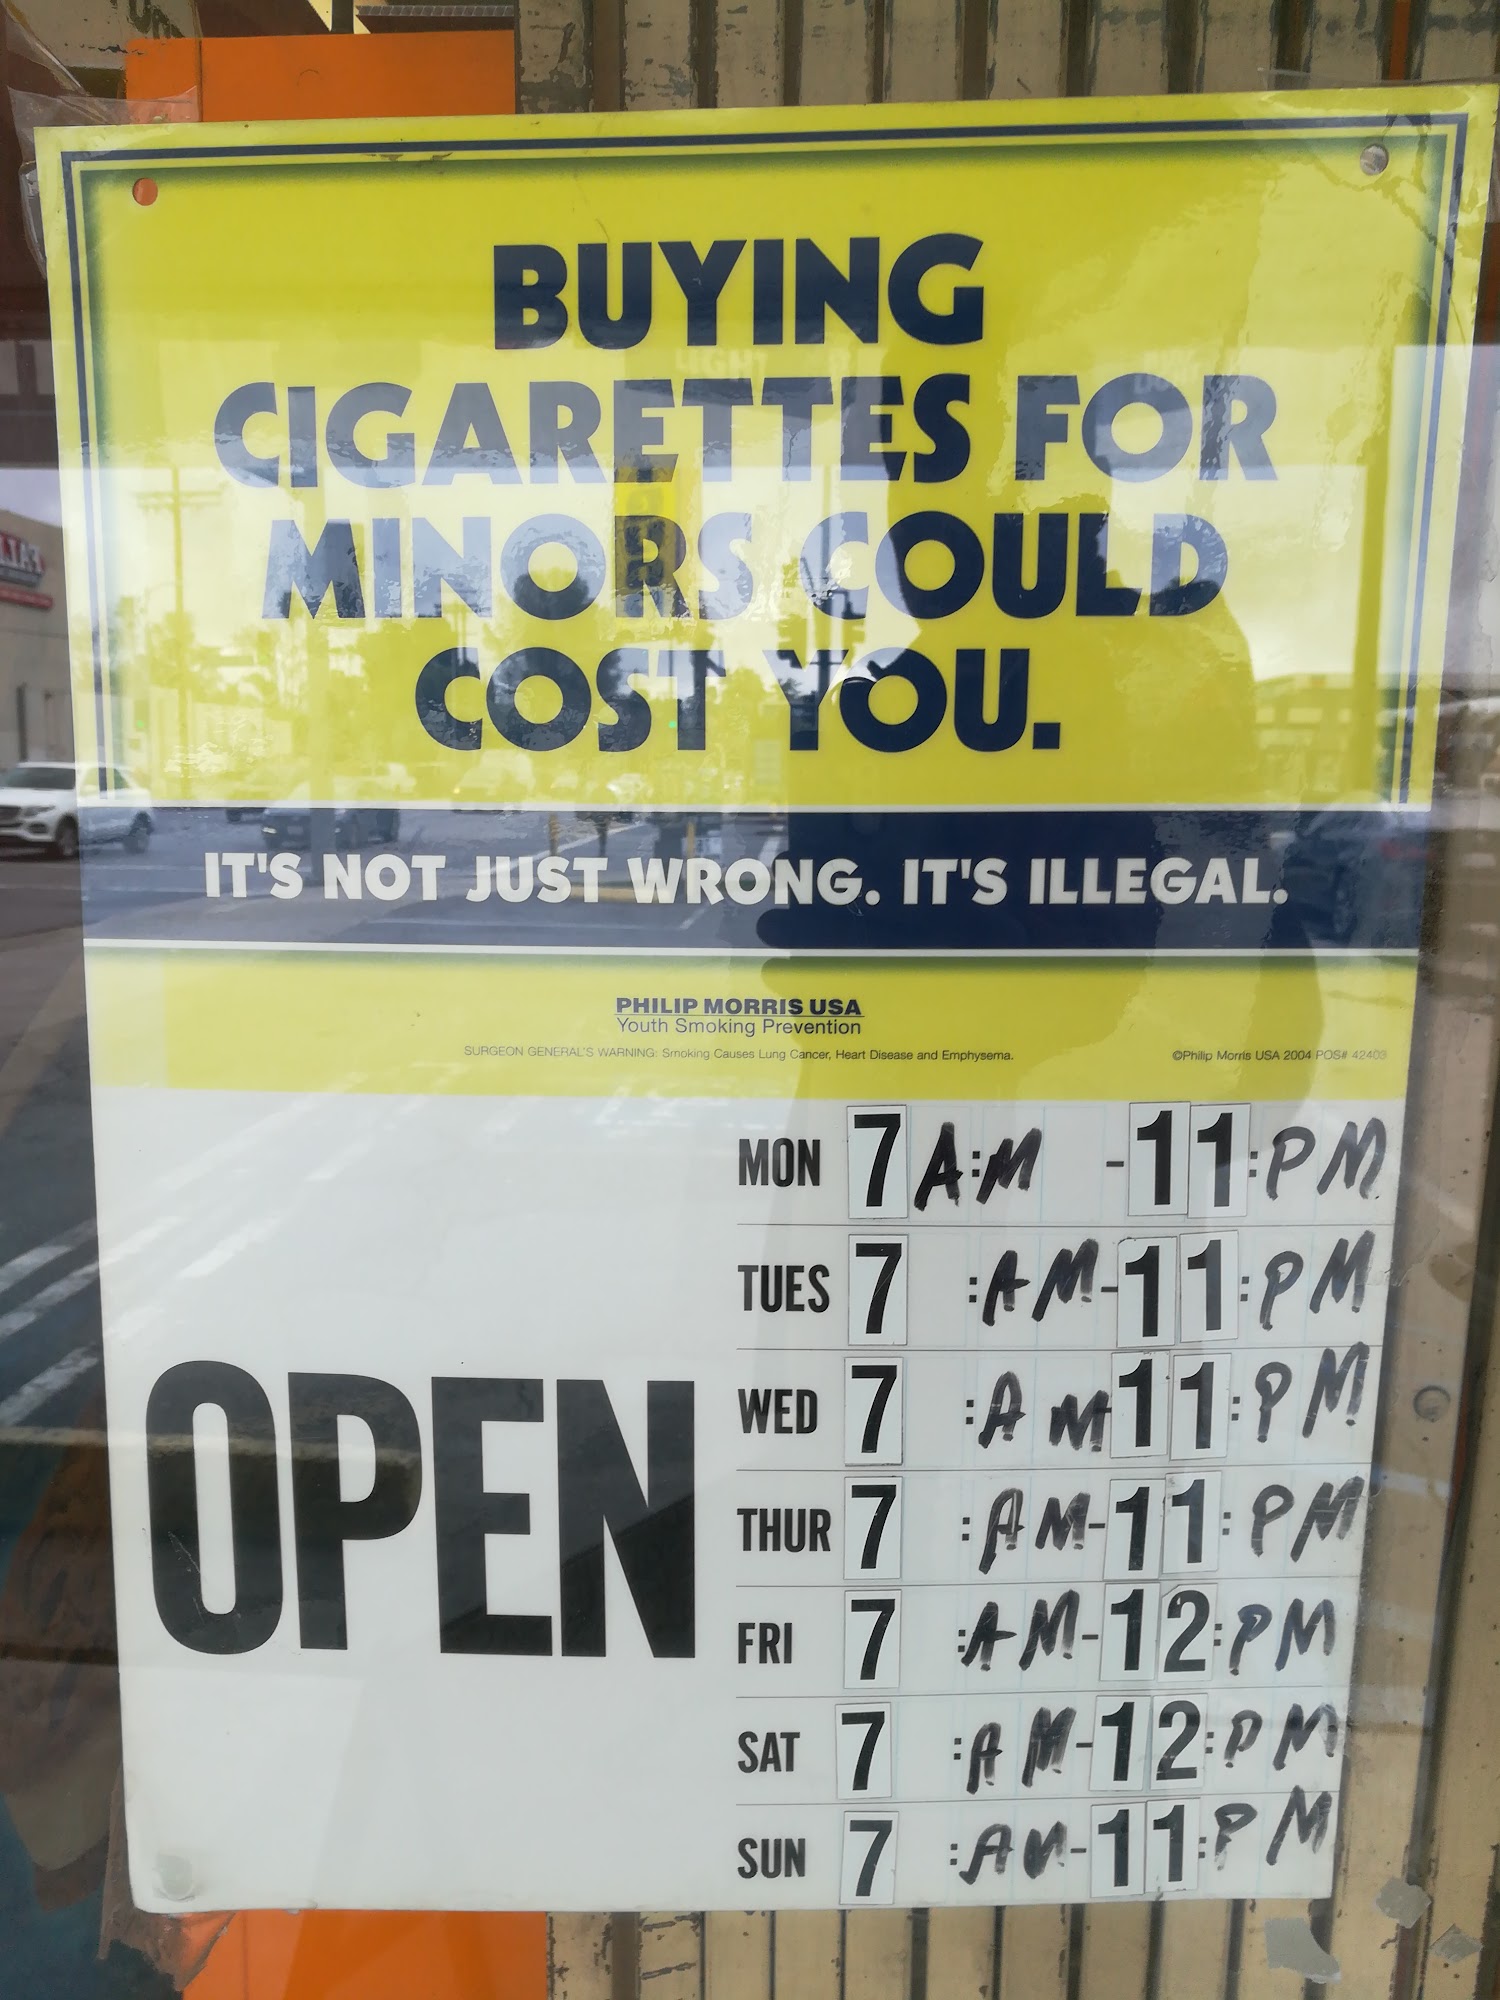 BUYING
CIGARETTES FOR
MINORS COULD
COST YOU.
IT'S NOT JUST WRONG. IT'S ILLEGAL.
PHILIP MORRIS USA
Youth Smoking Prevention
SURGEON GENERAL'S WARNING: Smoking Causes Lung Cancer, Heart Disease and Emphysema.
©Philip Morris USA 2004 POS# 42403
OPEN
MON 7 A:M -11:PM
TUES 7 :AM-11:PM
WED 7 :AM 11:PM
THUR 7 :AM-11:PM
FRI 7 :AM-12:PM
SAT 7 :AM-12:PM
SUN 7 :AM-11:PM